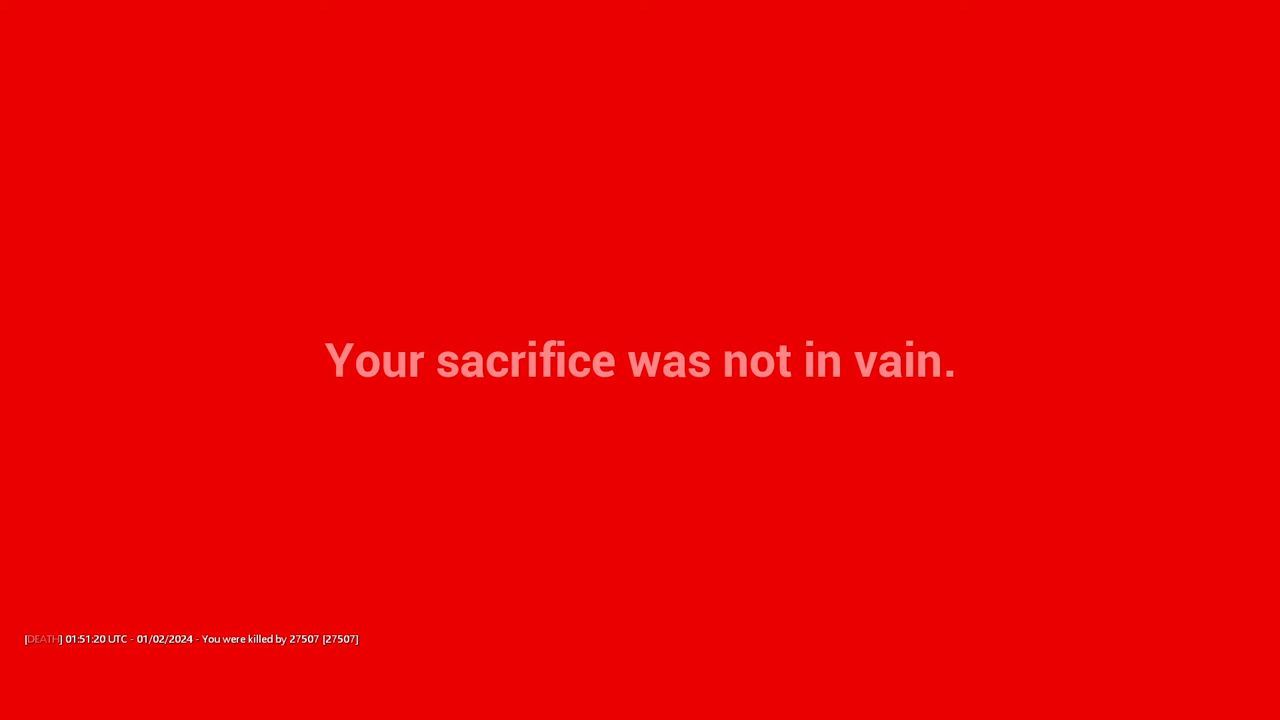 Your sacrifice was not in vain.
[DEATH] 01:51:20 UTC - 01/02/2024 - You were killed by 27507 [27507]